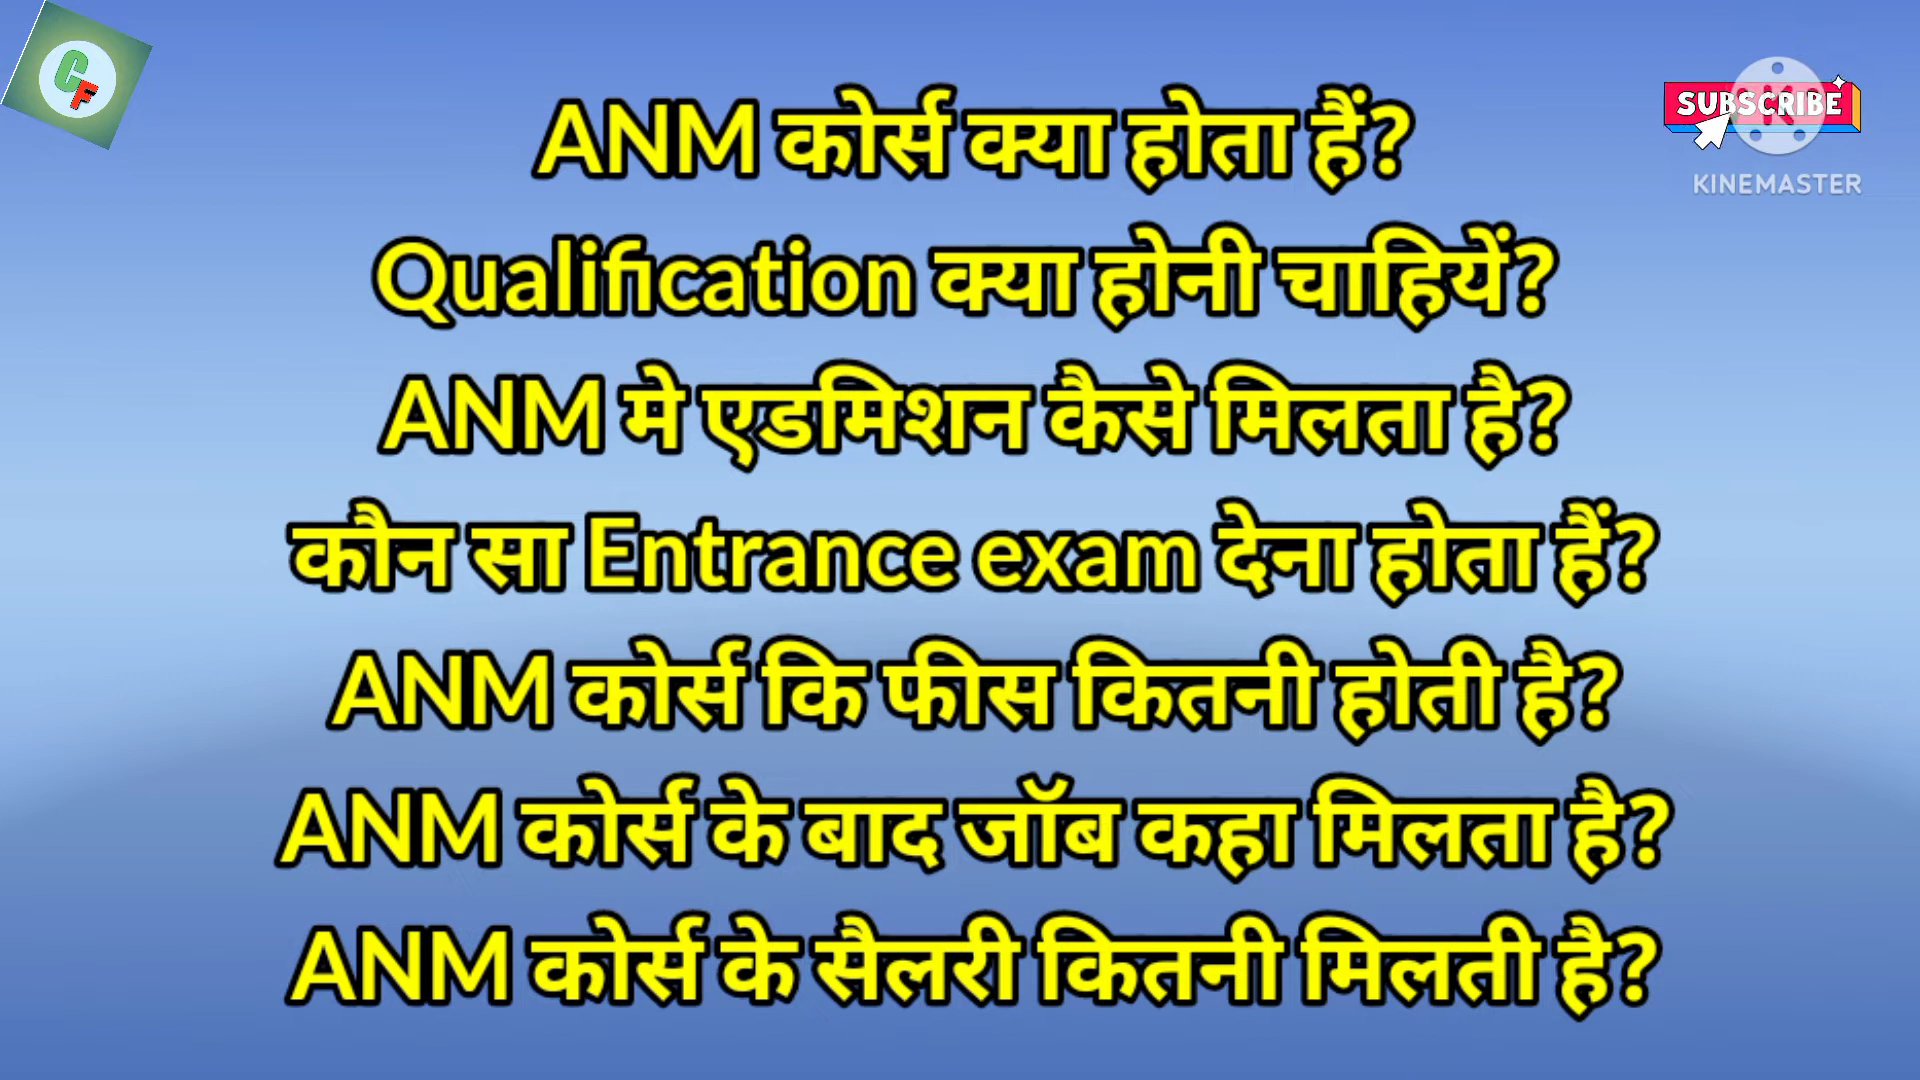 CF
SUBSCRIBE
KINEMASTER
ANM कोर्स क्या होता हैं?
Qualification क्या होनी चाहियें?
ANM मे एडमिशन कैसे मिलता है?
कौन सा Entrance exam देना होता हैं?
ANM कोर्स कि फीस कितनी होती है?
ANM कोर्स के बाद जॉब कहा मिलता है?
ANM कोर्स के सैलरी कितनी मिलती है?